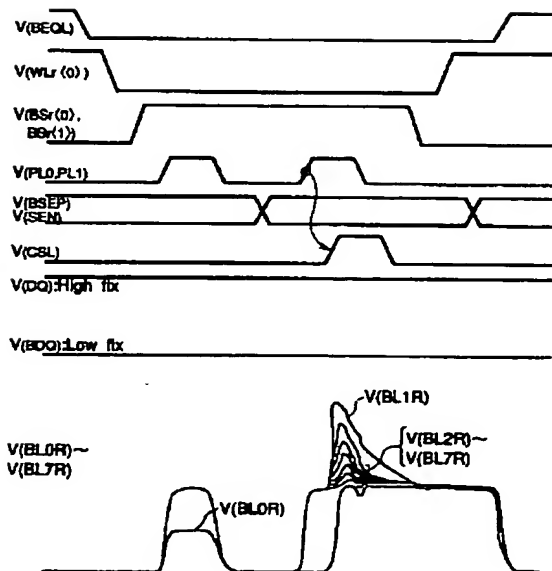 V(BEQL)
V(WLr⟨0⟩)
V(BSr⟨0⟩,
BSr⟨1⟩)
V(PL0,PL1)
V(BSEP)
V(SEN)
V(CSL)
V(DQ):High fix
V(BDQ):Low fix
V(BL0R)~
V(BL7R)
V(BL1R)
V(BL2R)~
V(BL7R)
V(BL0R)